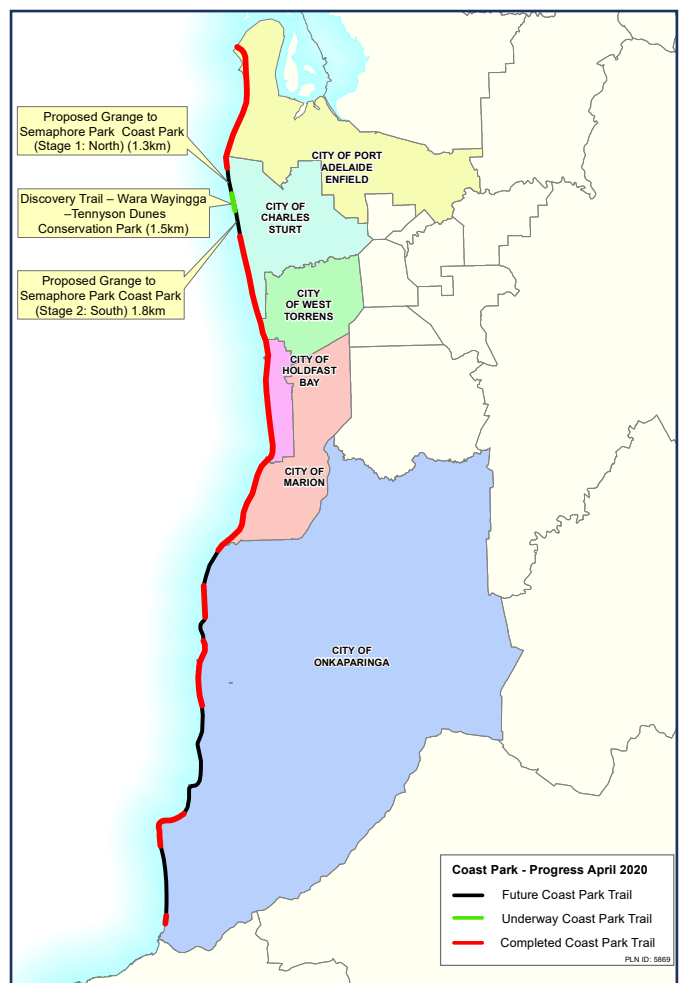 Proposed Grange to
Semaphore Park Coast Park
(Stage 1: North) (1.3km)
Discovery Trail – Wara Wayingga
–Tennyson Dunes
Conservation Park (1.5km)
Proposed Grange to
Semaphore Park Coast Park
(Stage 2: South) 1.8km
CITY OF PORT
ADELAIDE
ENFIELD
CITY OF
CHARLES
STURT
CITY
OF WEST
TORRENS
CITY OF
HOLDFAST
BAY
CITY OF
MARION
CITY OF
ONKAPARINGA
Coast Park - Progress April 2020
Future Coast Park Trail
Underway Coast Park Trail
Completed Coast Park Trail
PLN ID: 5869